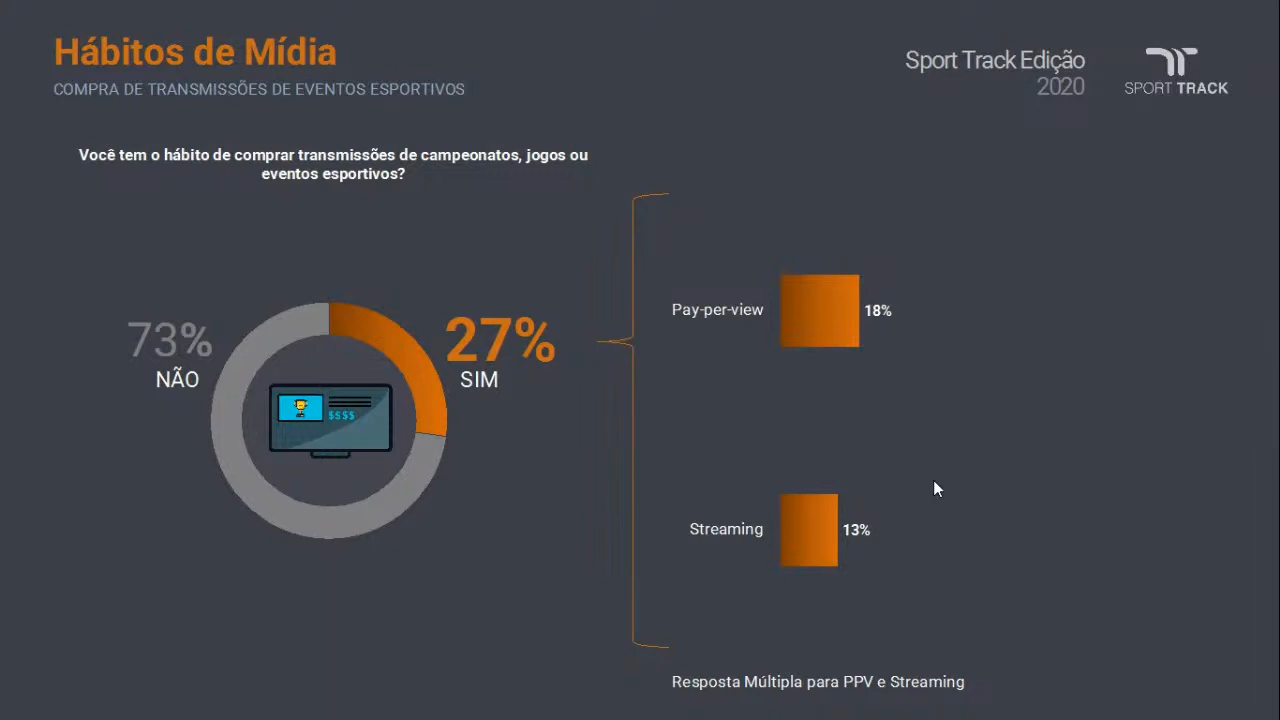 Hábitos de Mídia
COMPRA DE TRANSMISSÕES DE EVENTOS ESPORTIVOS
Sport Track Edição
2020
SPORT TRACK
Você tem o hábito de comprar transmissões de campeonatos, jogos ou
eventos esportivos?
73%
NÃO
27%
SIM
$$$$
Pay-per-view
18%
Streaming
13%
Resposta Múltipla para PPV e Streaming